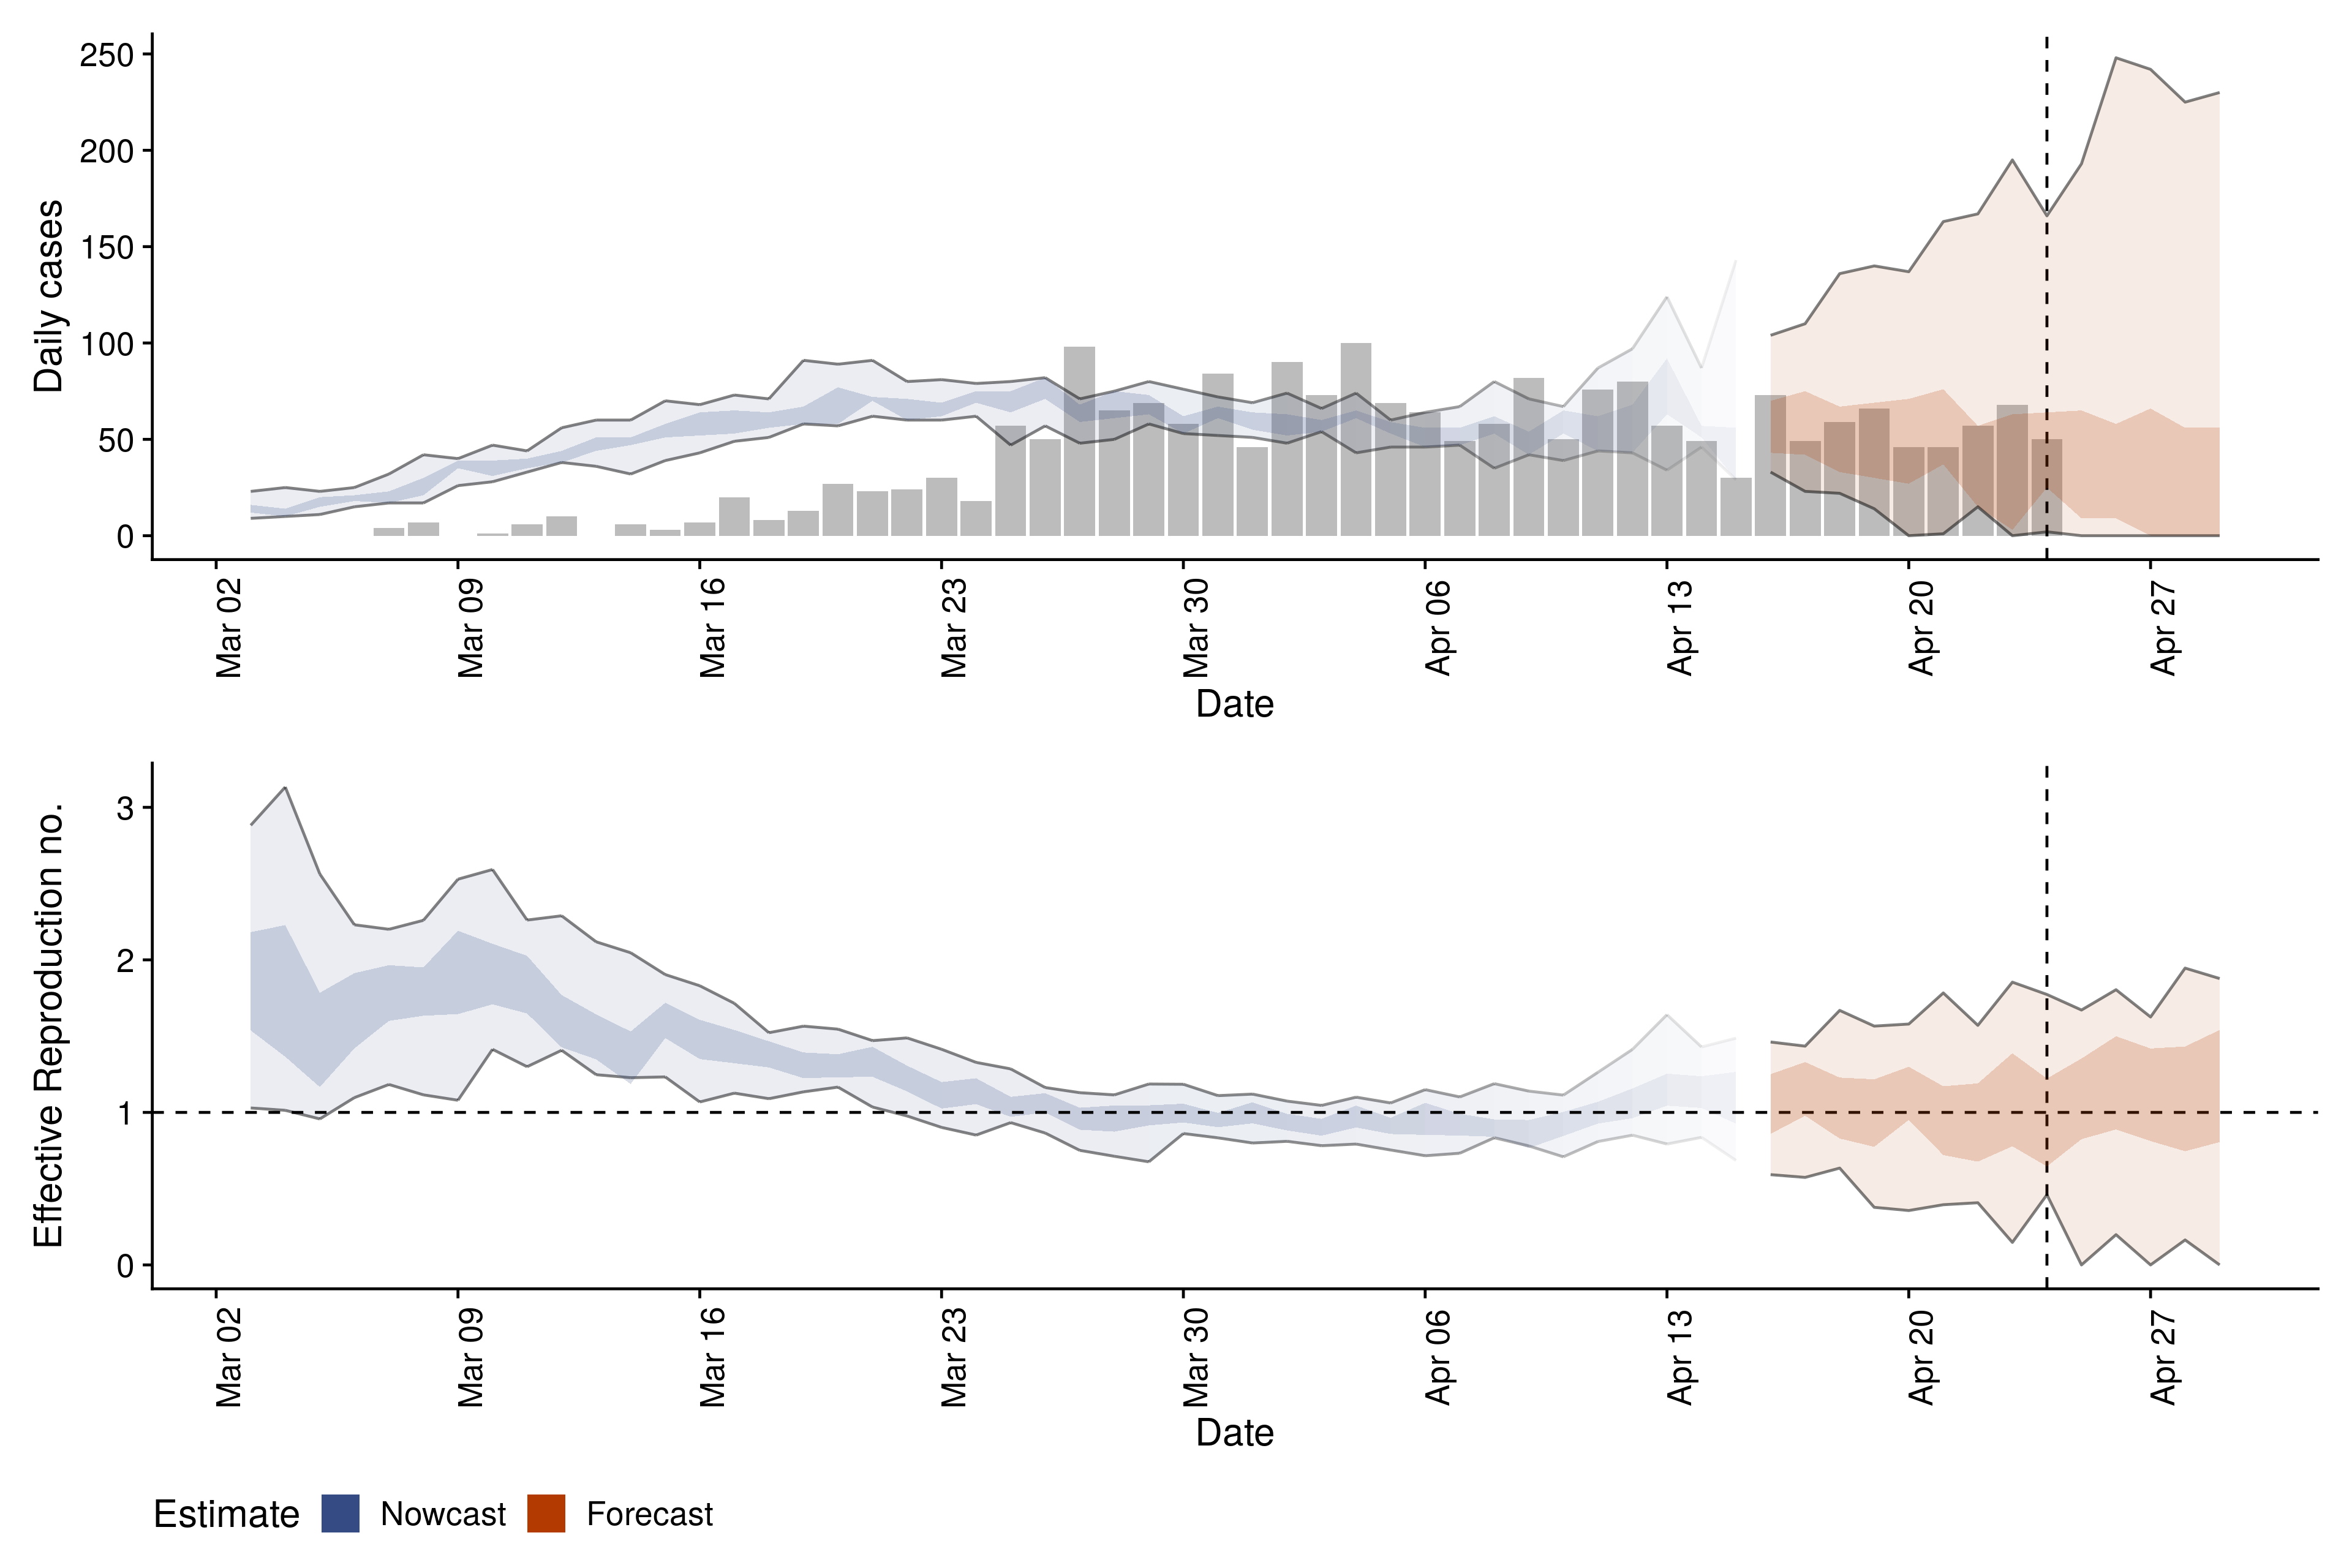 Daily cases
250
200
150
100
50
0
Mar 02
Mar 09
Mar 16
Mar 23
Mar 30
Apr 06
Apr 13
Apr 20
Apr 27
Date
Effective Reproduction no.
3
2
1
0
Mar 02
Mar 09
Mar 16
Mar 23
Mar 30
Apr 06
Apr 13
Apr 20
Apr 27
Date
Estimate Nowcast Forecast